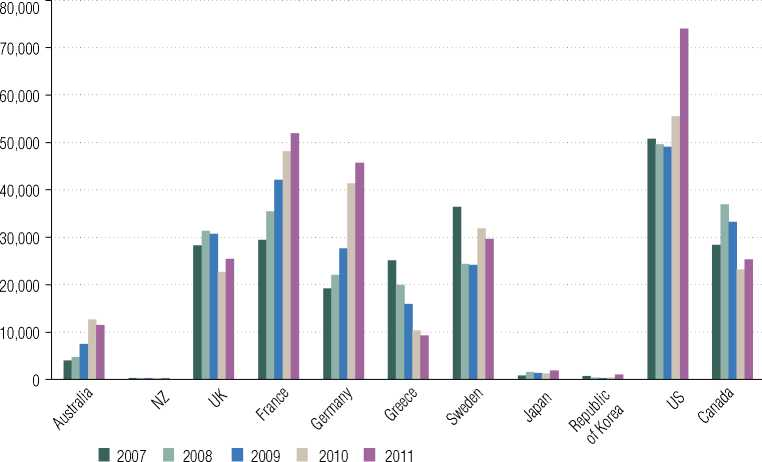 80,000
70,000
60,000
50,000
40,000
30,000
20,000
10,000
0
Australia
NZ
UK
France
Germany
Greece
Sweden
Japan
Republic
of Korea
US
Canada
2007 2008 2009 2010 2011